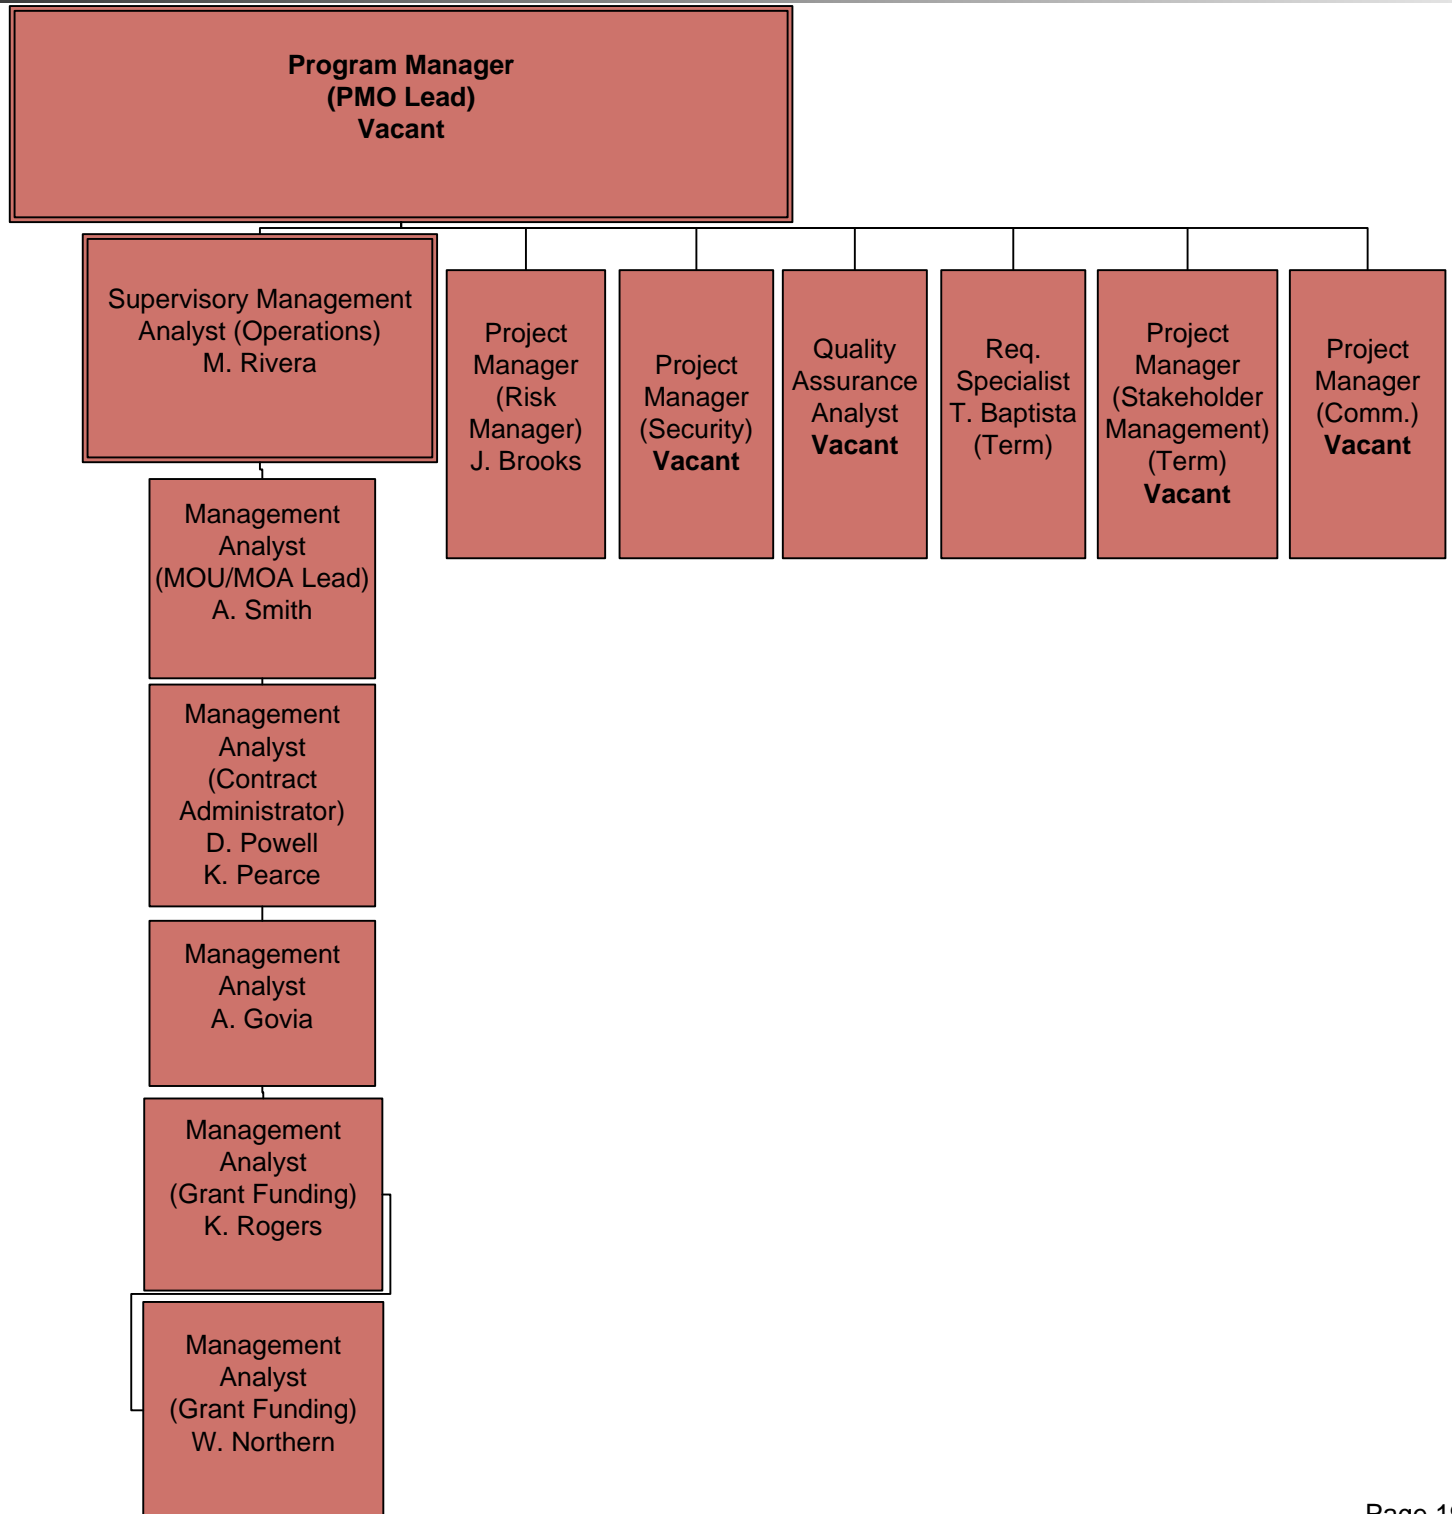 Program Manager
(PMO Lead)
Vacant
Supervisory Management
Analyst (Operations)
M. Rivera
Project
Manager
(Risk
Manager)
J. Brooks
Project
Manager
(Security)
Vacant
Quality
Assurance
Analyst
Vacant
Req.
Specialist
T. Baptista
(Term)
Project
Manager
(Stakeholder
Management)
(Term)
Vacant
Project
Manager
(Comm.)
Vacant
Management
Analyst
(MOU/MOA Lead)
A. Smith
Management
Analyst
(Contract
Administrator)
D. Powell
K. Pearce
Management
Analyst
A. Govia
Management
Analyst
(Grant Funding)
K. Rogers
Management
Analyst
(Grant Funding)
W. Northern
Page